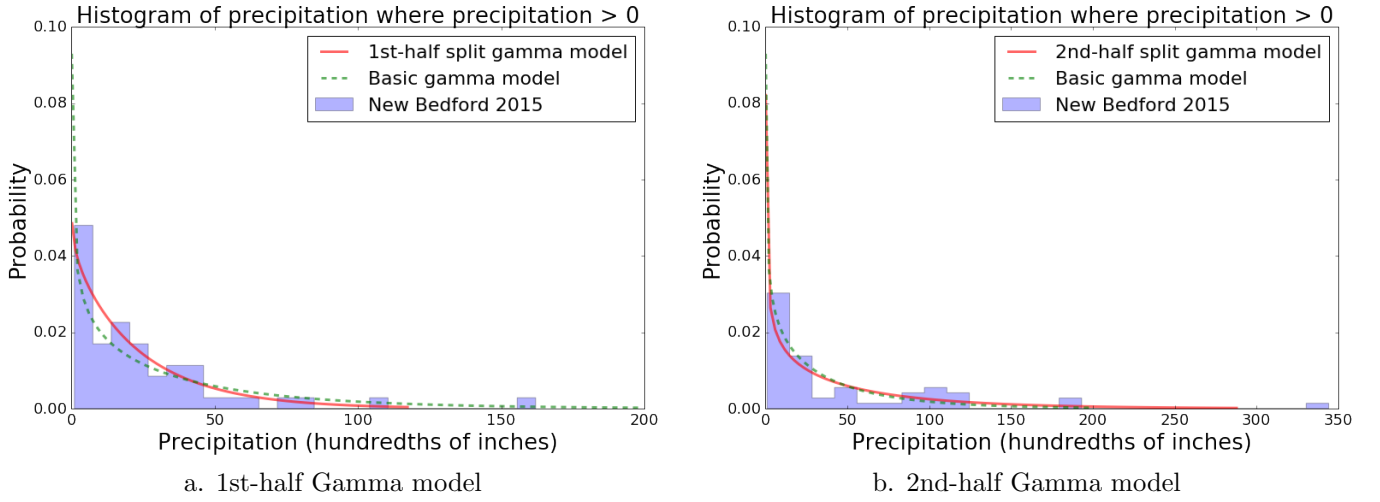 Histogram of precipitation where precipitation > 0
0.10
0.08
0.06
0.04
0.02
0.00
Probability
1st-half split gamma model
Basic gamma model
New Bedford 2015
0 50 100 150 200
Precipitation (hundredths of inches)
a. 1st-half Gamma model
Histogram of precipitation where precipitation > 0
0.10
0.08
0.06
0.04
0.02
0.00
Probability
2nd-half split gamma model
Basic gamma model
New Bedford 2015
0 50 100 150 200 250 300 350
Precipitation (hundredths of inches)
b. 2nd-half Gamma model